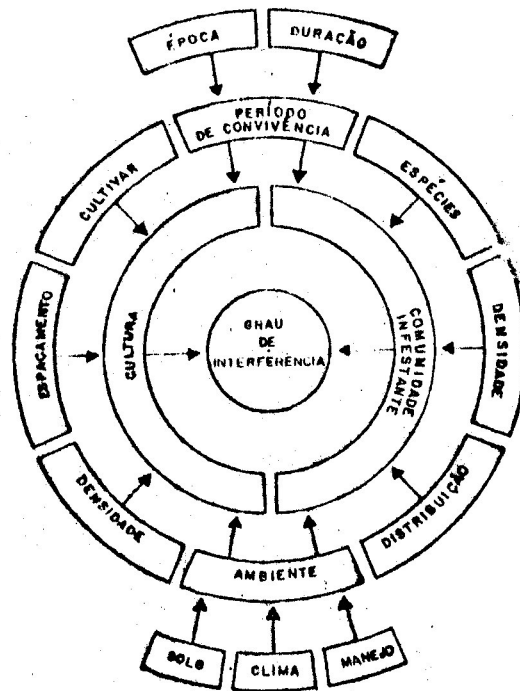 ÉPOCA
DURAÇÃO
PERÍODO
DE CONVIVÊNCIA
CULTIVAR
ESPÉCIES
ESPAÇAMENTO
CULTURA
GRAU
DE
INTERFERÊNCIA
COMUNIDADE
INFESTANTE
DENSIDADE
DENSIDADE
DISTRIBUIÇÃO
AMBIENTE
SOLO
CLIMA
MANEJO